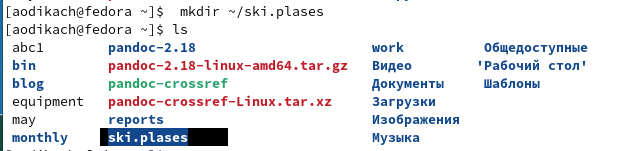 [aodikach@fedora ~]$  mkdir ~/ski.plases
[aodikach@fedora ~]$ ls
abc1 pandoc-2.18 work Общедоступные
bin pandoc-2.18-linux-amd64.tar.gz Видео 'Рабочий стол'
blog pandoc-crossref Документы Шаблоны
equipment pandoc-crossref-Linux.tar.xz Загрузки
may reports Изображения
monthly ski.plases Музыка